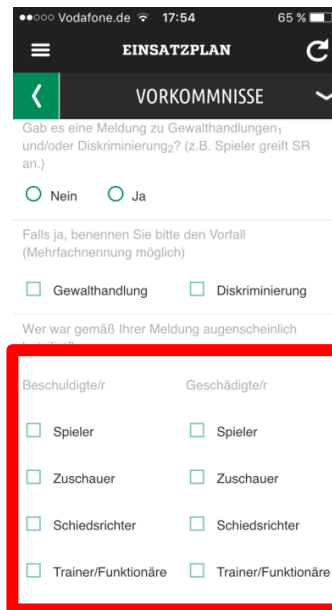 ●●○○○ Vodafone.de 17:54 65 %
EINSATZPLAN
VORKOMMNISSE
Gab es eine Meldung zu Gewalthandlungen₁
und/oder Diskriminierung₂? (z.B. Spieler greift SR
an.)
Nein Ja
Falls ja, benennen Sie bitte den Vorfall
(Mehrfachnennung möglich)
Gewalthandlung Diskriminierung
Wer war gemäß Ihrer Meldung augenscheinlich
Beschuldigte/r Geschädigte/r
Spieler Spieler
Zuschauer Zuschauer
Schiedsrichter Schiedsrichter
Trainer/Funktionäre Trainer/Funktionäre